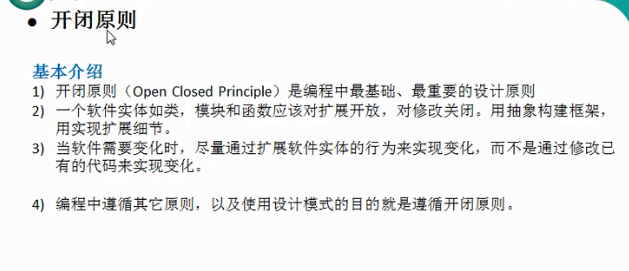 ● 开闭原则
基本介绍
1) 开闭原则（Open Closed Principle）是编程中最基础、最重要的设计原则
2) 一个软件实体如类，模块和函数应该对扩展开放，对修改关闭。用抽象构建框架，
用实现扩展细节。
3) 当软件需要变化时，尽量通过扩展软件实体的行为来实现变化，而不是通过修改已
有的代码来实现变化。
4) 编程中遵循其它原则，以及使用设计模式的目的就是遵循开闭原则。